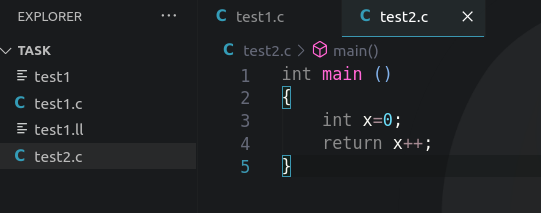 EXPLORER ...
TASK
test1
C test1.c
test1.ll
C test2.c
C test1.c
C test2.c ×
C test2.c > main()
1 int main ()
2 {
3 int x=0;
4 return x++;
5 }